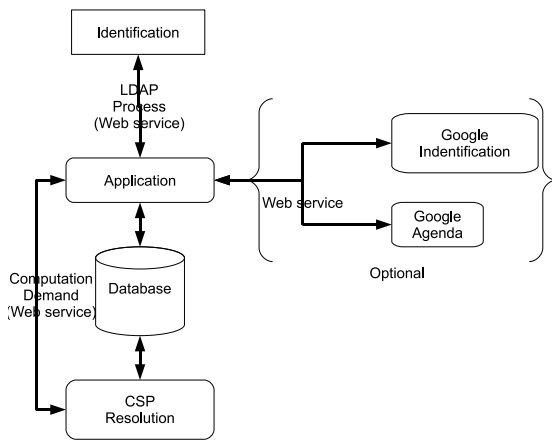 Identification
LDAP
Process
(Web service)
Google
Indentification
Application
Web service
Google
Agenda
Optional
Computation
Demand
(Web service)
Database
CSP
Resolution